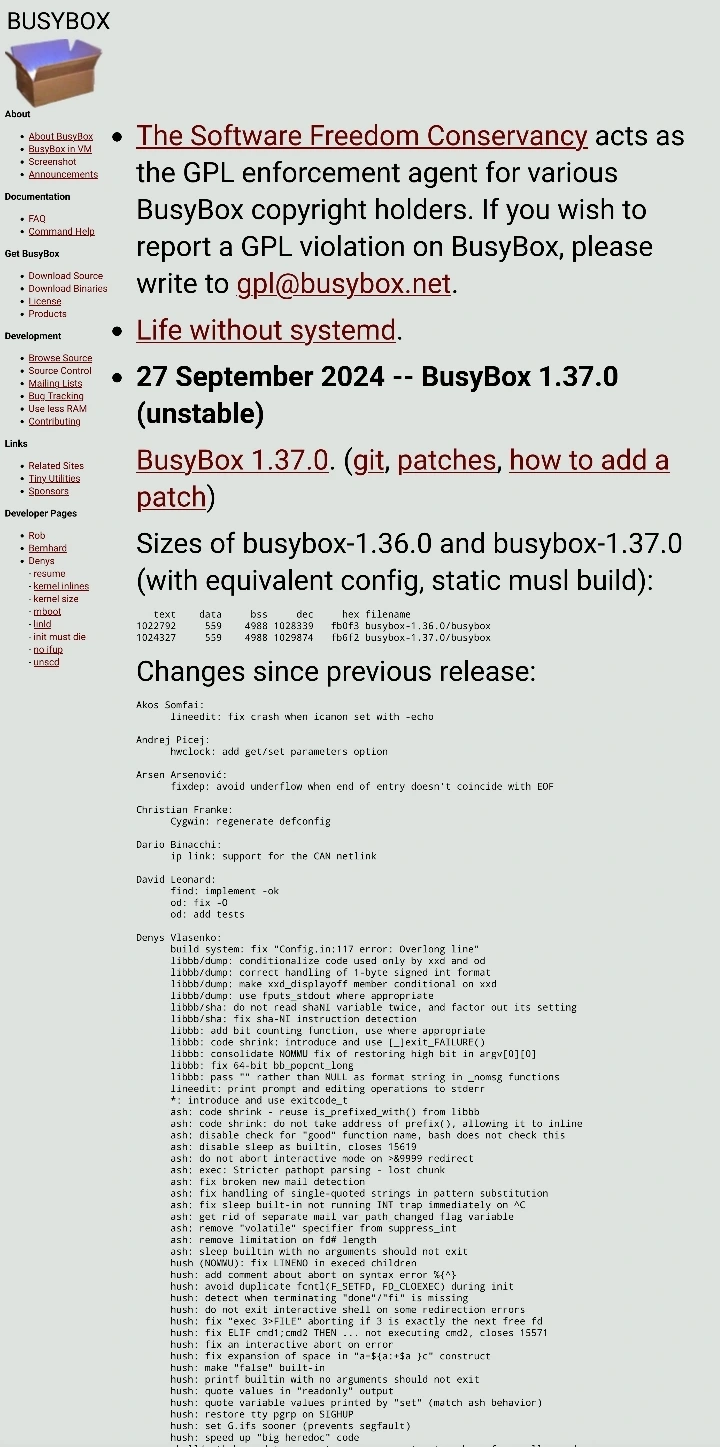 BUSYBOX
About
About BusyBox
BusyBox in VM
Screenshot
Announcements
Documentation
FAQ
Command Help
Get BusyBox
Download Source
Download Binaries
License
Products
Development
Browse Source
Source Control
Mailing Lists
Bug Tracking
Use less RAM
Contributing
Links
Related Sites
Tiny Utilities
Sponsors
Developer Pages
Rob
Bernhard
Denys
- resume
- kernel inlines
- kernel size
- mboot
- linld
- init must die
- no ifup
- unscd
The Software Freedom Conservancy acts as
the GPL enforcement agent for various
BusyBox copyright holders. If you wish to
report a GPL violation on BusyBox, please
write to gpl@busybox.net.
Life without systemd.
27 September 2024 -- BusyBox 1.37.0
(unstable)
BusyBox 1.37.0. (git, patches, how to add a
patch)
Sizes of busybox-1.36.0 and busybox-1.37.0
(with equivalent config, static musl build):
text data bss dec hex filename
1022792 559 4988 1028339 fb0f3 busybox-1.36.0/busybox
1024327 559 4988 1029874 fb6f2 busybox-1.37.0/busybox
Changes since previous release:
Akos Somfai:
lineedit: fix crash when icanon set with -echo
Andrej Picej:
hwclock: add get/set parameters option
Arsen Arsenović:
fixdep: avoid underflow when end of entry doesn't coincide with EOF
Christian Franke:
Cygwin: regenerate defconfig
Dario Binacchi:
ip link: support for the CAN netlink
David Leonard:
find: implement -ok
od: fix -O
od: add tests
Denys Vlasenko:
build system: fix "Config.in:117 error: Overlong line"
libbb/dump: conditionalize code used only by xxd and od
libbb/dump: correct handling of 1-byte signed int format
libbb/dump: make xxd_displayoff member conditional on xxd
libbb/dump: use fputs_stdout where appropriate
libbb/sha: do not read shaNI variable twice, and factor out its setting
libbb/sha: fix sha-NI instruction detection
libbb: add bit counting function, use where appropriate
libbb: code shrink: introduce and use [_]exit_FAILURE()
libbb: consolidate NOMMU fix of restoring high bit in argv[0][0]
libbb: fix 64-bit bb_popcnt_long
libbb: pass "" rather than NULL as format string in _nomsg functions
lineedit: print prompt and editing operations to stderr
*: introduce and use exitcode_t
ash: code shrink - reuse is_prefixed_with() from libbb
ash: code shrink: do not take address of prefix(), allowing it to inline
ash: disable check for "good" function name, bash does not check this
ash: disable sleep as builtin, closes 15619
ash: do not abort interactive mode on >&9999 redirect
ash: exec: Stricter pathopt parsing - lost chunk
ash: fix broken new mail detection
ash: fix handling of single-quoted strings in pattern substitution
ash: fix sleep built-in not running INT trap immediately on ^C
ash: get rid of separate mail_var_path_changed flag variable
ash: remove "volatile" specifier from suppress_int
ash: remove limitation on fd# length
ash: sleep builtin with no arguments should not exit
hush (NOMMU): fix LINENO in execed children
hush: add comment about abort on syntax error %{^}
hush: avoid duplicate fcntl(F_SETFD, FD_CLOEXEC) during init
hush: detect when terminating "done"/"fi" is missing
hush: do not exit interactive shell on some redirection errors
hush: fix "exec 3>FILE" aborting if 3 is exactly the next free fd
hush: fix ELIF cmd1;cmd2 THEN ... not executing cmd2, closes 15571
hush: fix an interactive abort on error
hush: fix expansion of space in "a=${a:+$a }c" construct
hush: make "false" built-in
hush: printf builtin with no arguments should not exit
hush: quote values in "readonly" output
hush: quote variable values printed by "set" (match ash behavior)
hush: restore tty pgrp on SIGHUP
hush: set G.ifs sooner (prevents segfault)
hush: speed up "big heredoc" code